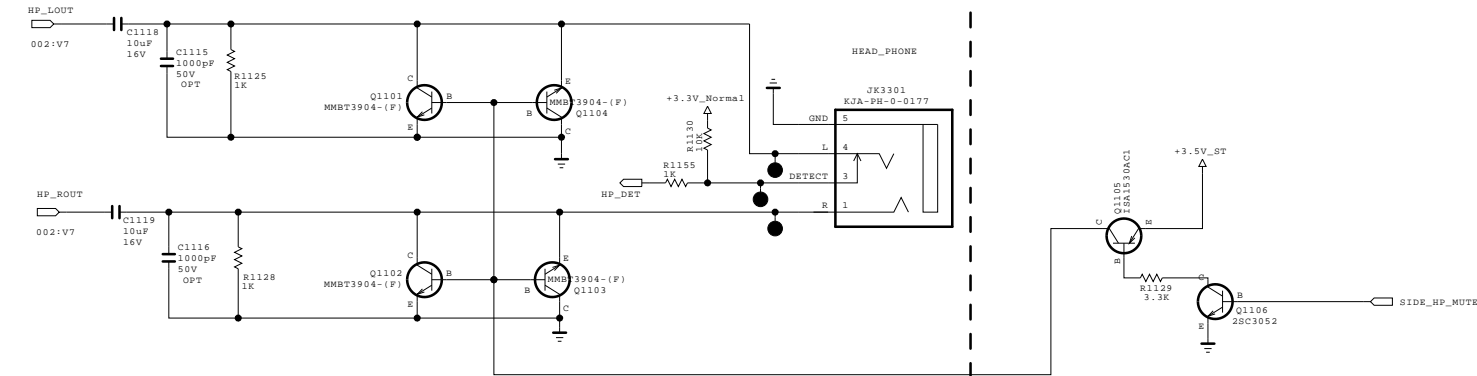 HP_LOUT
002:V7
C1118
10uF
16V
C1115
1000pF
50V
OPT
R1125
1K
C
Q1101
MMBT3904-(F)
B
E
E
MMBT3904-(F)
B
Q1104
C
HP_ROUT
002:V7
C1119
10uF
16V
C1116
1000pF
50V
OPT
R1128
1K
C
Q1102
MMBT3904-(F)
B
E
E
MMBT3904-(F)
B
Q1103
C
+3.3V_Normal
R1130
10K
R1155
1K
HP_DET
HEAD_PHONE
JK3301
KJA-PH-0-0177
GND
5
L
4
DETECT
3
R
1
+3.5V_ST
Q1105
ISA1530AC1
C
E
B
R1129
3.3K
C
B
Q1106
2SC3052
E
SIDE_HP_MUTE